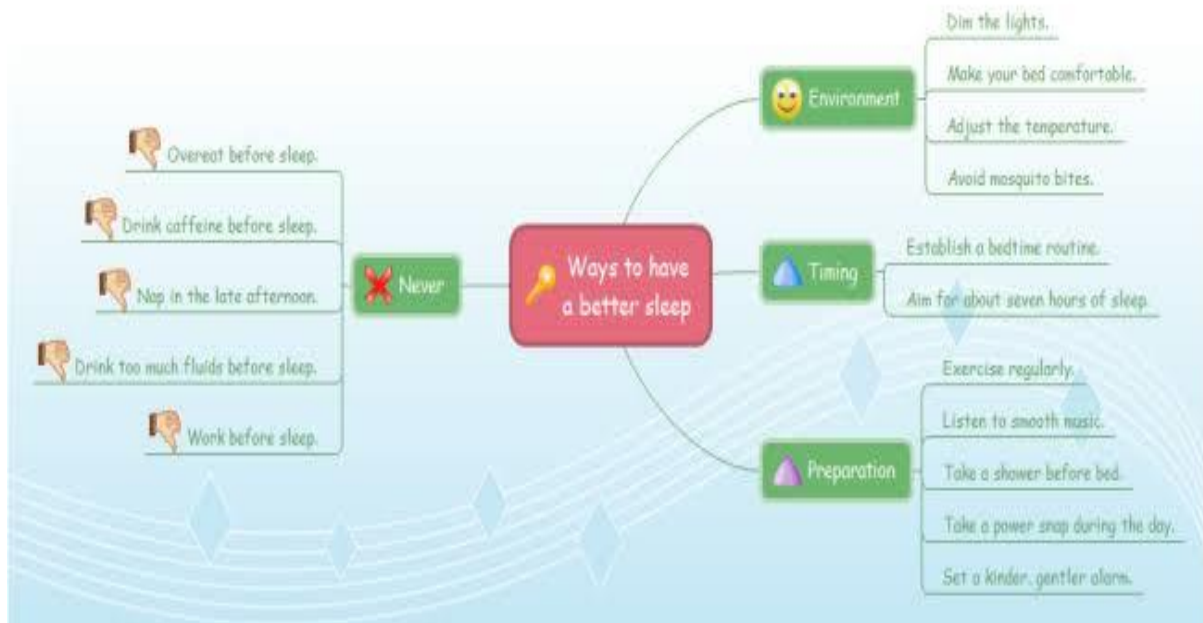 Ways to have
a better sleep
Environment
Dim the lights.
Make your bed comfortable.
Adjust the temperature.
Avoid mosquito bites.
Timing
Establish a bedtime routine.
Aim for about seven hours of sleep.
Preparation
Exercise regularly.
Listen to smooth music.
Take a shower before bed.
Take a power snap during the day.
Set a kinder, gentler alarm.
Never
Overeat before sleep.
Drink caffeine before sleep.
Nap in the late afternoon.
Drink too much fluids before sleep.
Work before sleep.